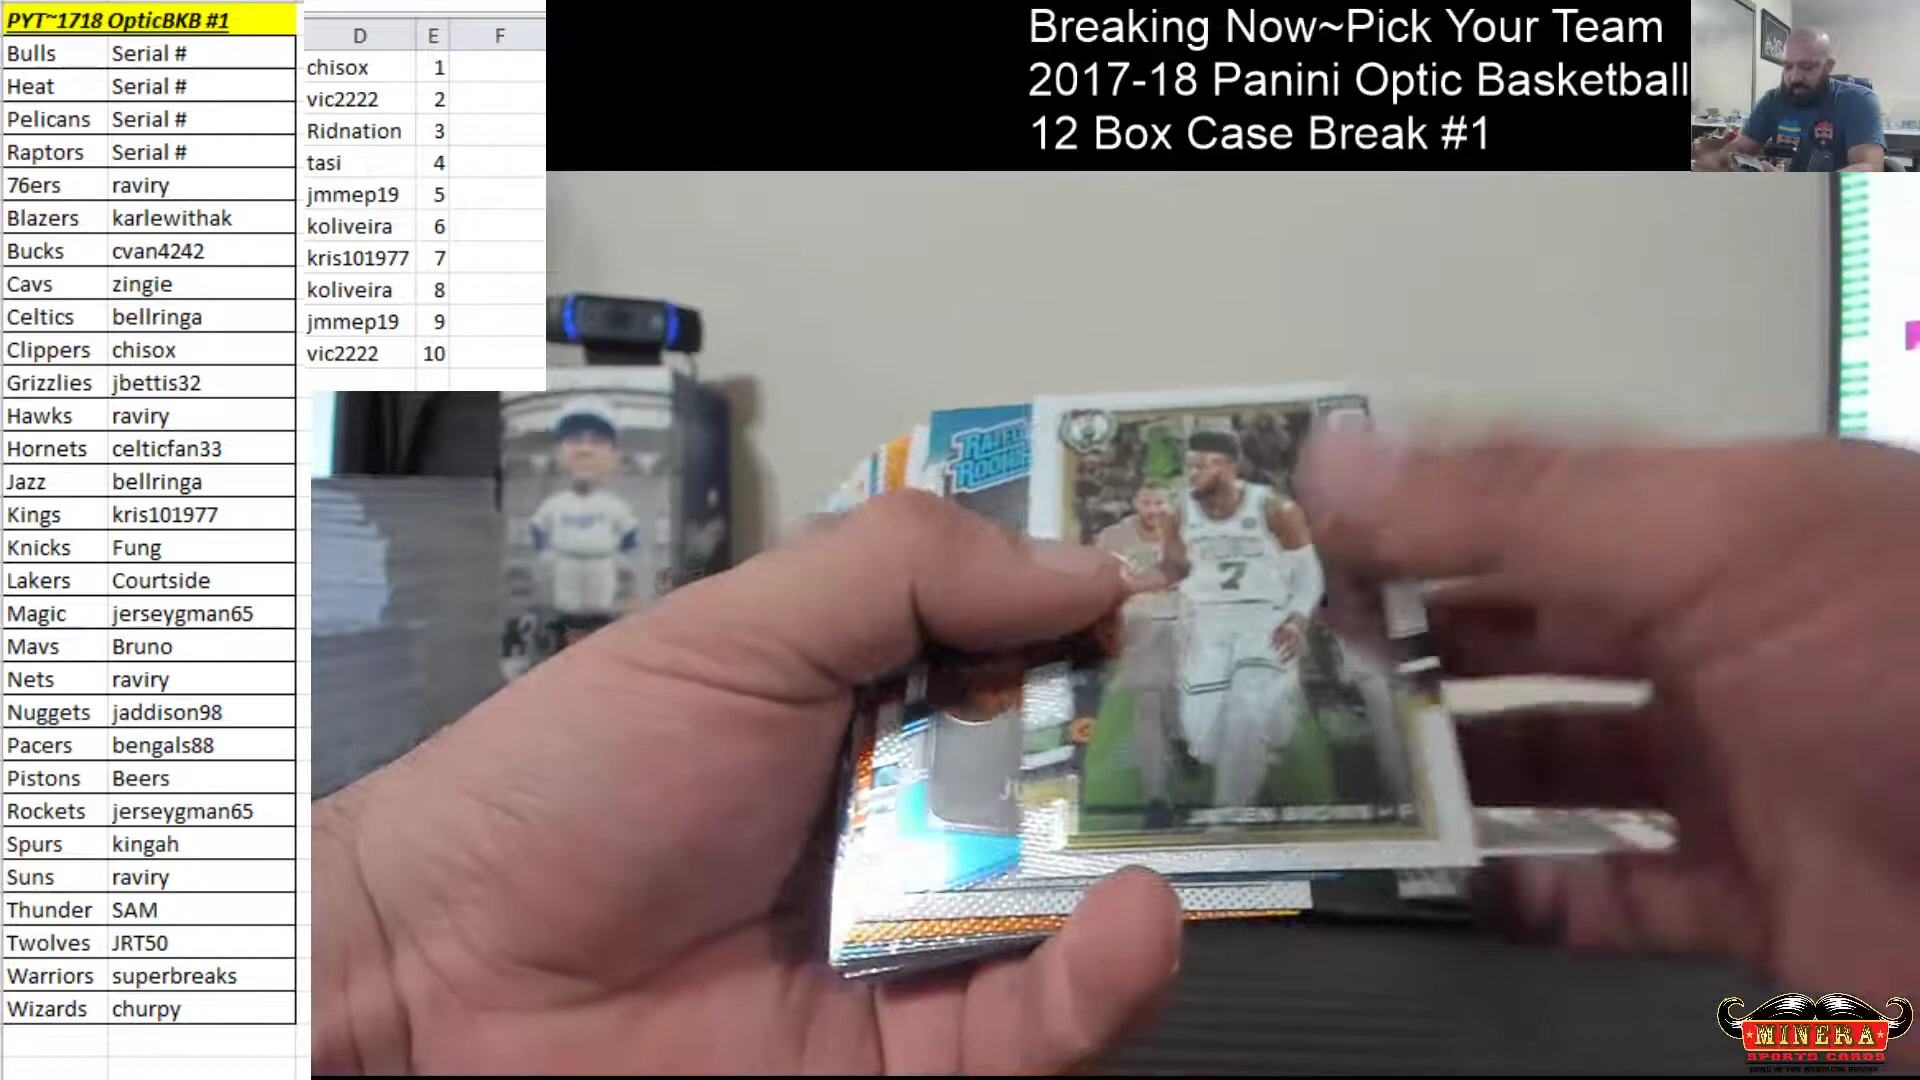 PYT~1718 OpticBKB #1
Bulls Serial #
Heat Serial #
Pelicans Serial #
Raptors Serial #
76ers raviry
Blazers karlewithak
Bucks cvan4242
Cavs zingie
Celtics bellringa
Clippers chisox
Grizzlies jbettis32
Hawks raviry
Hornets celticfan33
Jazz bellringa
Kings kris101977
Knicks Fung
Lakers Courtside
Magic jerseygman65
Mavs Bruno
Nets raviry
Nuggets jaddison98
Pacers bengals88
Pistons Beers
Rockets jerseygman65
Spurs kingah
Suns raviry
Thunder SAM
Twolves JRT50
Warriors superbreaks
Wizards churpy
D E F
chisox 1
vic2222 2
Ridnation 3
tasi 4
jmmep19 5
koliveira 6
kris101977 7
koliveira 8
jmmep19 9
vic2222 10
Breaking Now~Pick Your Team
2017-18 Panini Optic Basketball
12 Box Case Break #1
7
MINERA
SPORTS CARDS